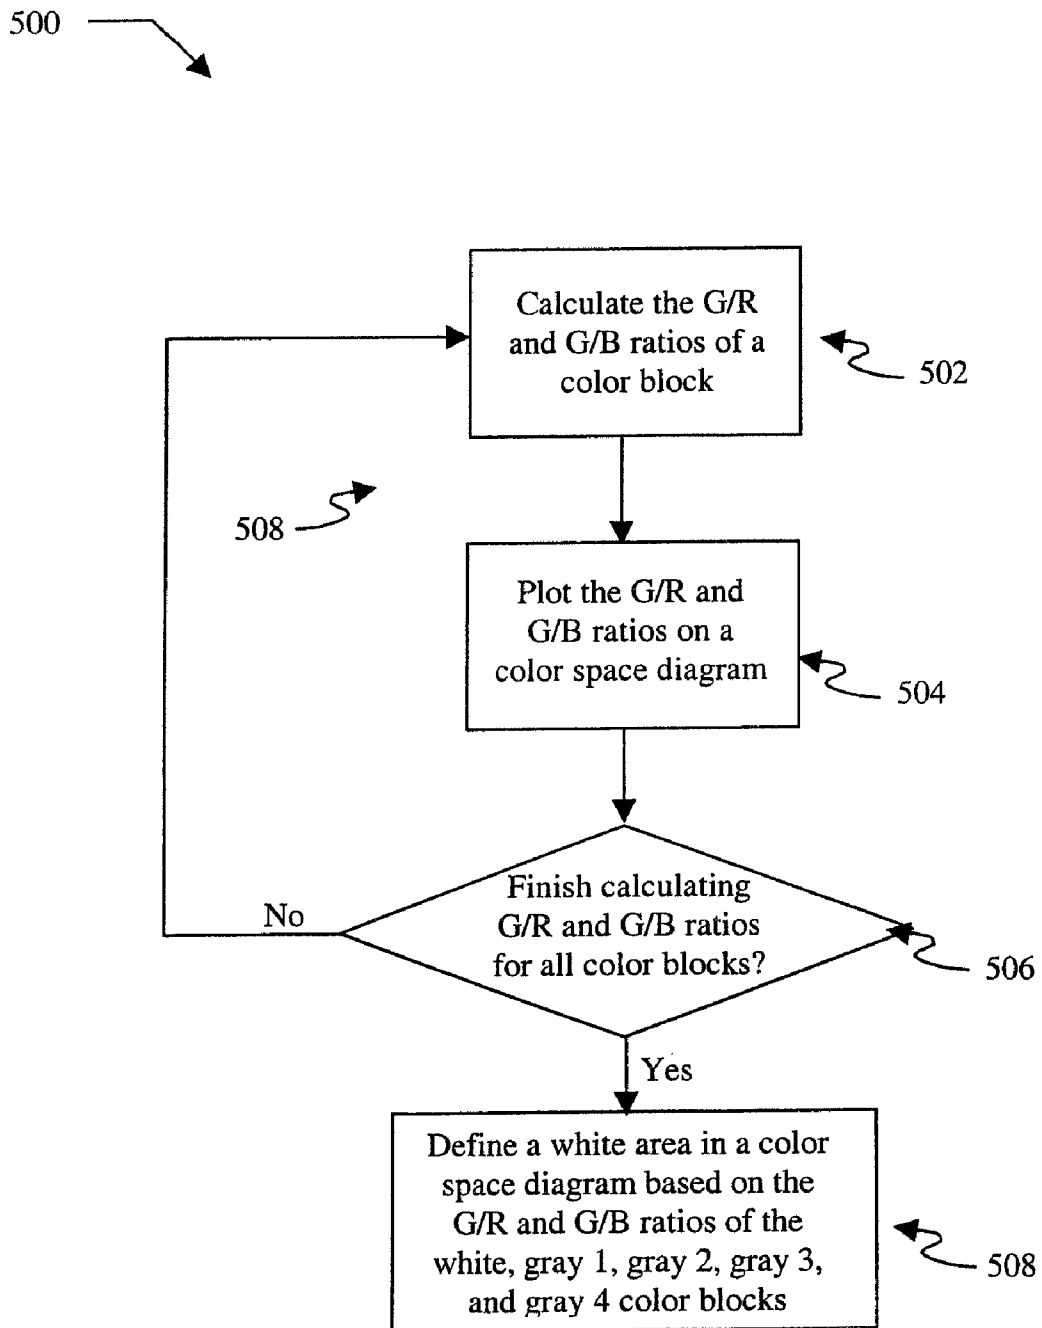 500
Calculate the G/R
and G/B ratios of a
color block
502
508
Plot the G/R and
G/B ratios on a
color space diagram
504
Finish calculating
G/R and G/B ratios
for all color blocks?
No
506
Yes
Define a white area in a color
space diagram based on the
G/R and G/B ratios of the
white, gray 1, gray 2, gray 3,
and gray 4 color blocks
508